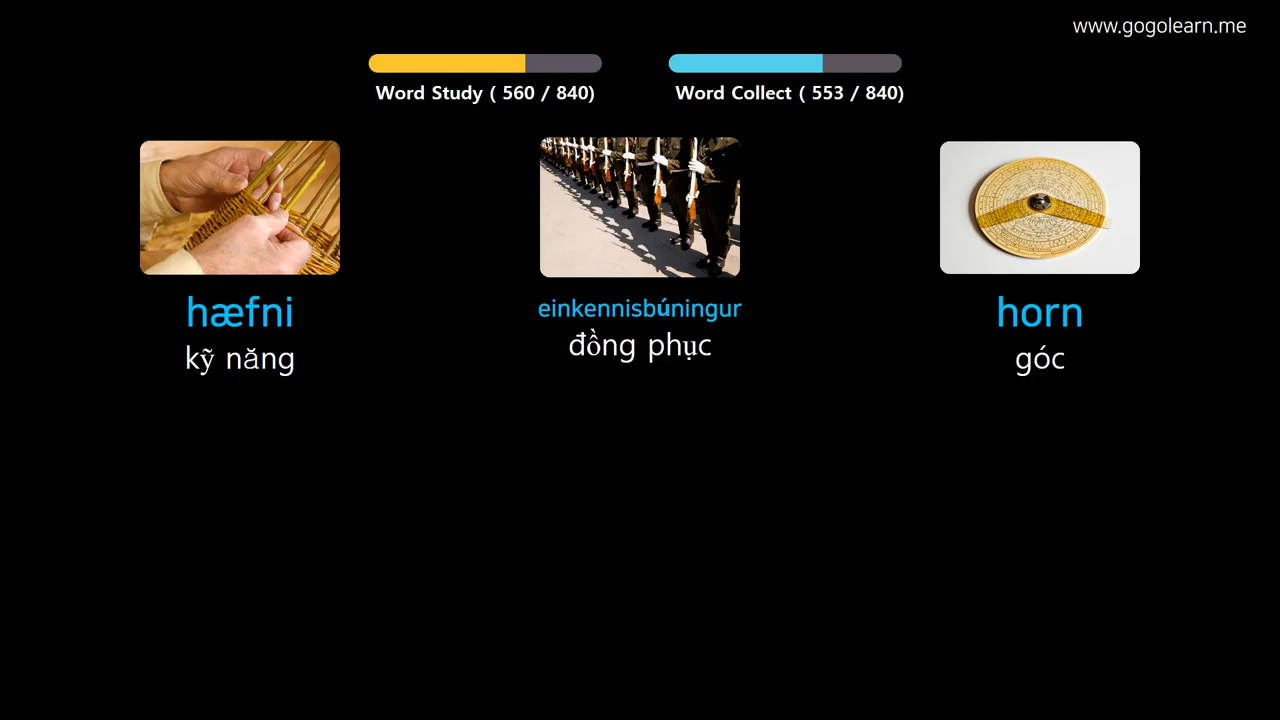 www.gogolearn.me
Word Study ( 560 / 840)
Word Collect ( 553 / 840)
hæfni
kỹ năng
einkennisbúningur
đồng phục
horn
góc